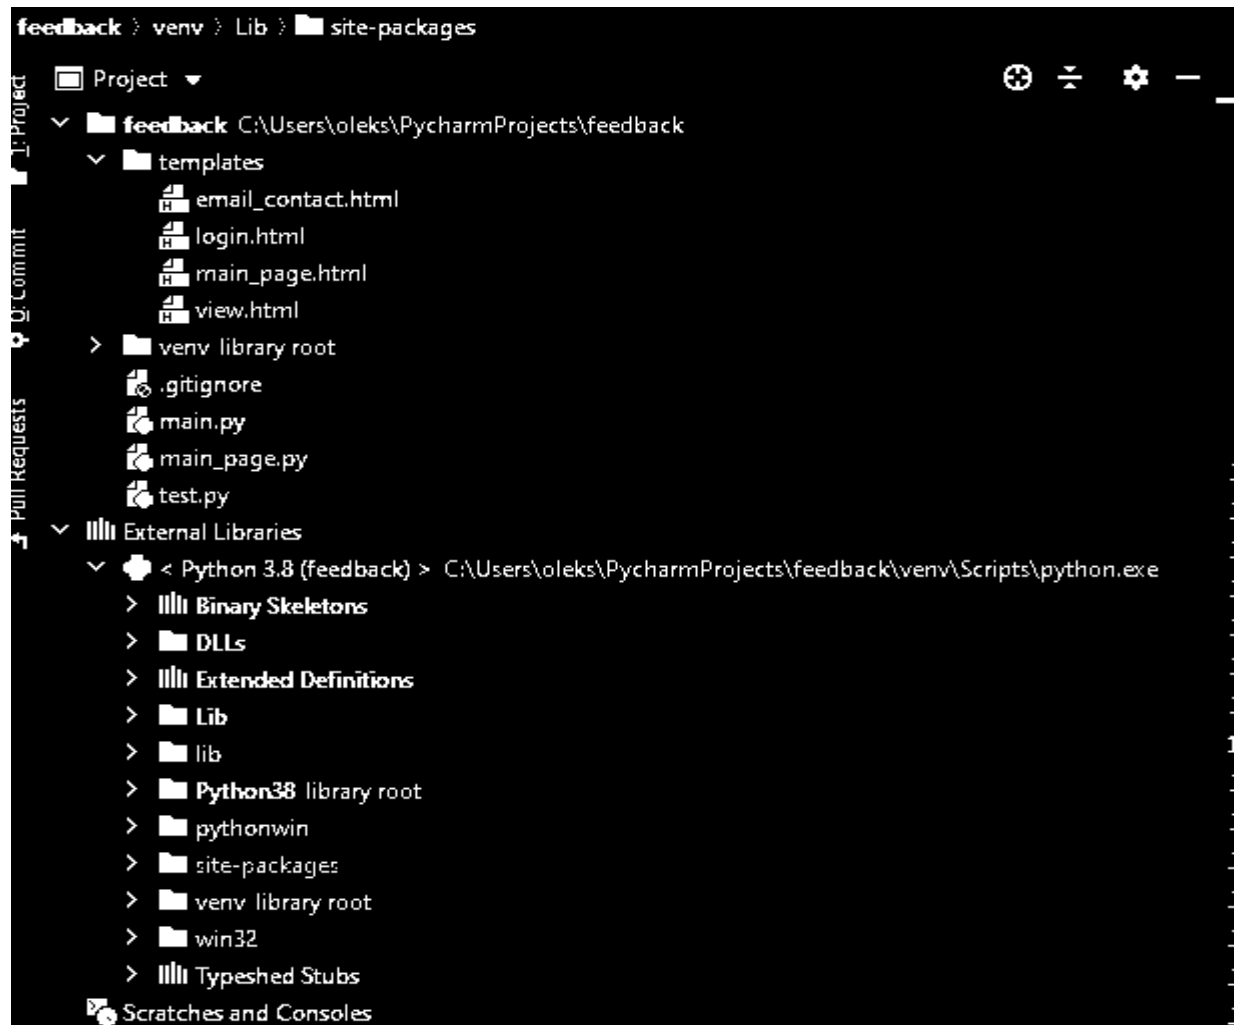 feedback > venv > Lib > site-packages
Project
1: Project
feedback C:\Users\oleks\PycharmProjects\feedback
templates
email_contact.html
login.html
0: Commit
main_page.html
view.html
venv library root
.gitignore
Pull Requests
main.py
main_page.py
test.py
External Libraries
< Python 3.8 (feedback) > C:\Users\oleks\PycharmProjects\feedback\venv\Scripts\python.exe
Binary Skeletons
DLLs
Extended Definitions
Lib
lib
Python38 library root
pythonwin
site-packages
venv library root
win32
Typeshed Stubs
Scratches and Consoles